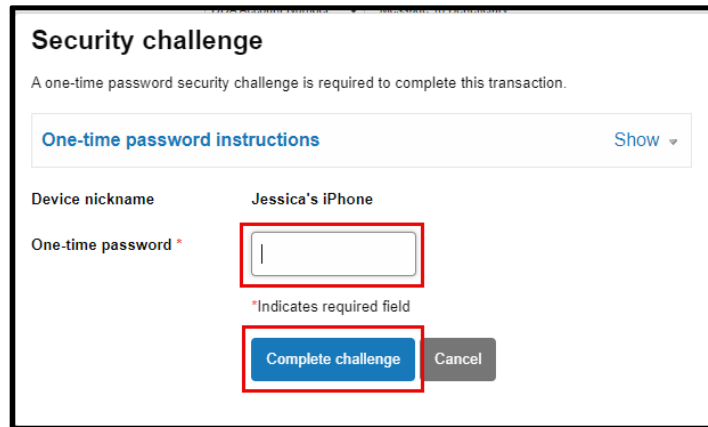 Security challenge
A one-time password security challenge is required to complete this transaction.
One-time password instructions Show
Device nickname Jessica's iPhone
One-time password *
*Indicates required field
Complete challenge Cancel